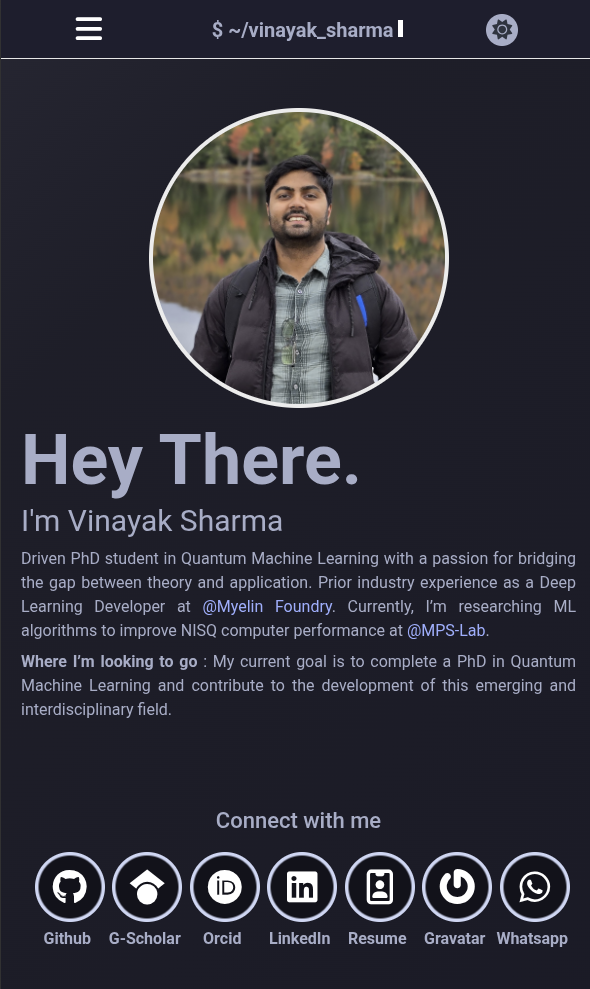 $ ~/vinayak_sharma
Hey There.
I'm Vinayak Sharma
Driven PhD student in Quantum Machine Learning with a passion for bridging
the gap between theory and application. Prior industry experience as a Deep
Learning Developer at @Myelin Foundry. Currently, I’m researching ML
algorithms to improve NISQ computer performance at @MPS-Lab.
Where I’m looking to go : My current goal is to complete a PhD in Quantum
Machine Learning and contribute to the development of this emerging and
interdisciplinary field.
Connect with me
iD in
Github G-Scholar Orcid LinkedIn Resume Gravatar Whatsapp